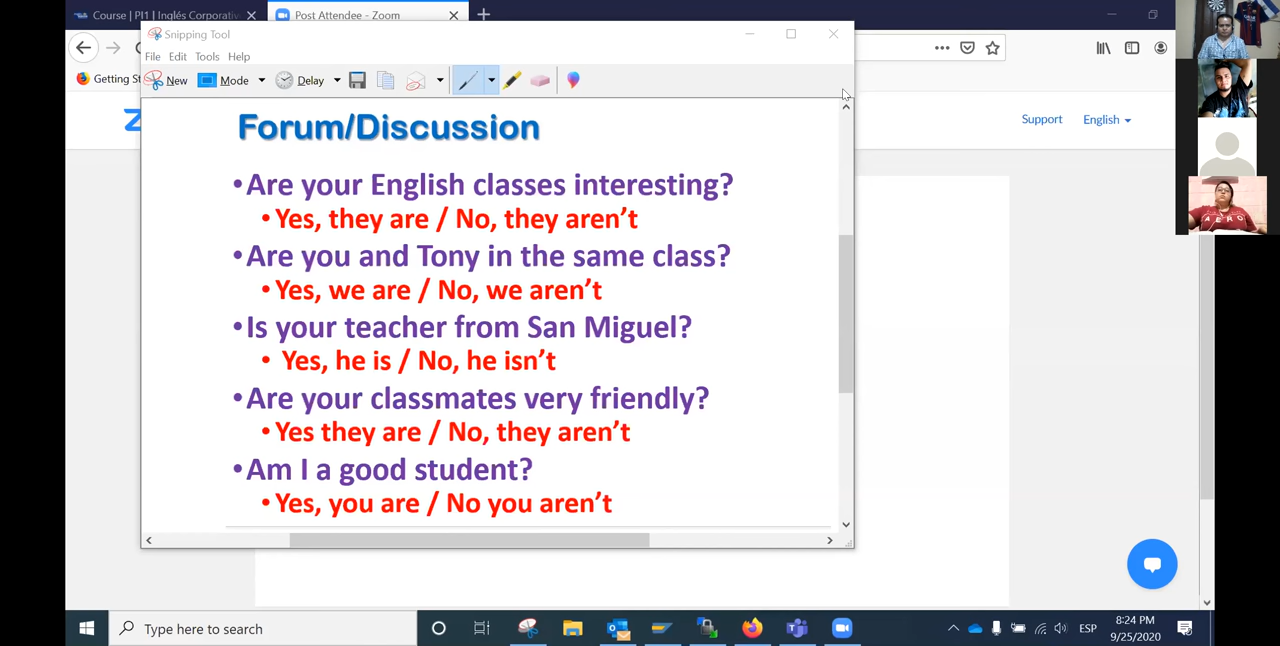 Course | PI1 | Inglés Corporativ
Post Attendee - Zoom
Snipping Tool
File Edit Tools Help
Getting St
New Mode Delay
Support English
Forum/Discussion
•Are your English classes interesting?
•Yes, they are / No, they aren't
•Are you and Tony in the same class?
•Yes, we are / No, we aren't
•Is your teacher from San Miguel?
• Yes, he is / No, he isn't
•Are your classmates very friendly?
•Yes they are / No, they aren't
•Am I a good student?
•Yes, you are / No you aren't
AERO
Type here to search
ESP
8:24 PM
9/25/2020